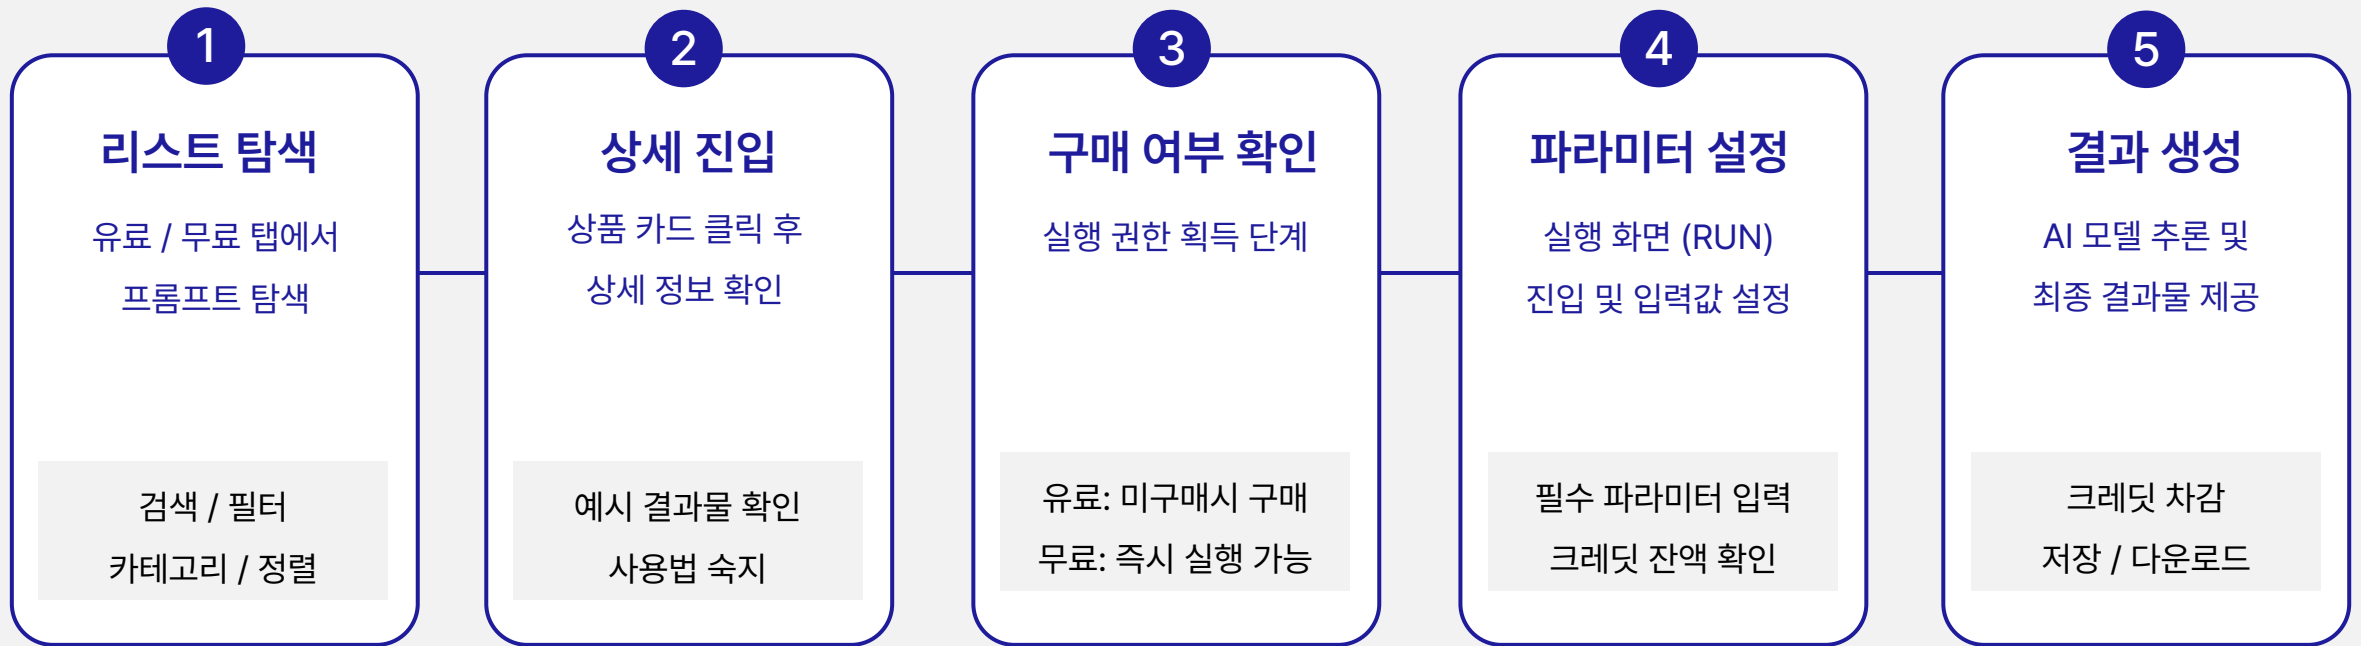 1
리스트 탐색
유료 / 무료 탭에서
프롬프트 탐색
검색 / 필터
카테고리 / 정렬
2
상세 진입
상품 카드 클릭 후
상세 정보 확인
예시 결과물 확인
사용법 숙지
3
구매 여부 확인
실행 권한 획득 단계
유료: 미구매시 구매
무료: 즉시 실행 가능
4
파라미터 설정
실행 화면 (RUN)
진입 및 입력값 설정
필수 파라미터 입력
크레딧 잔액 확인
5
결과 생성
AI 모델 추론 및
최종 결과물 제공
크레딧 차감
저장 / 다운로드